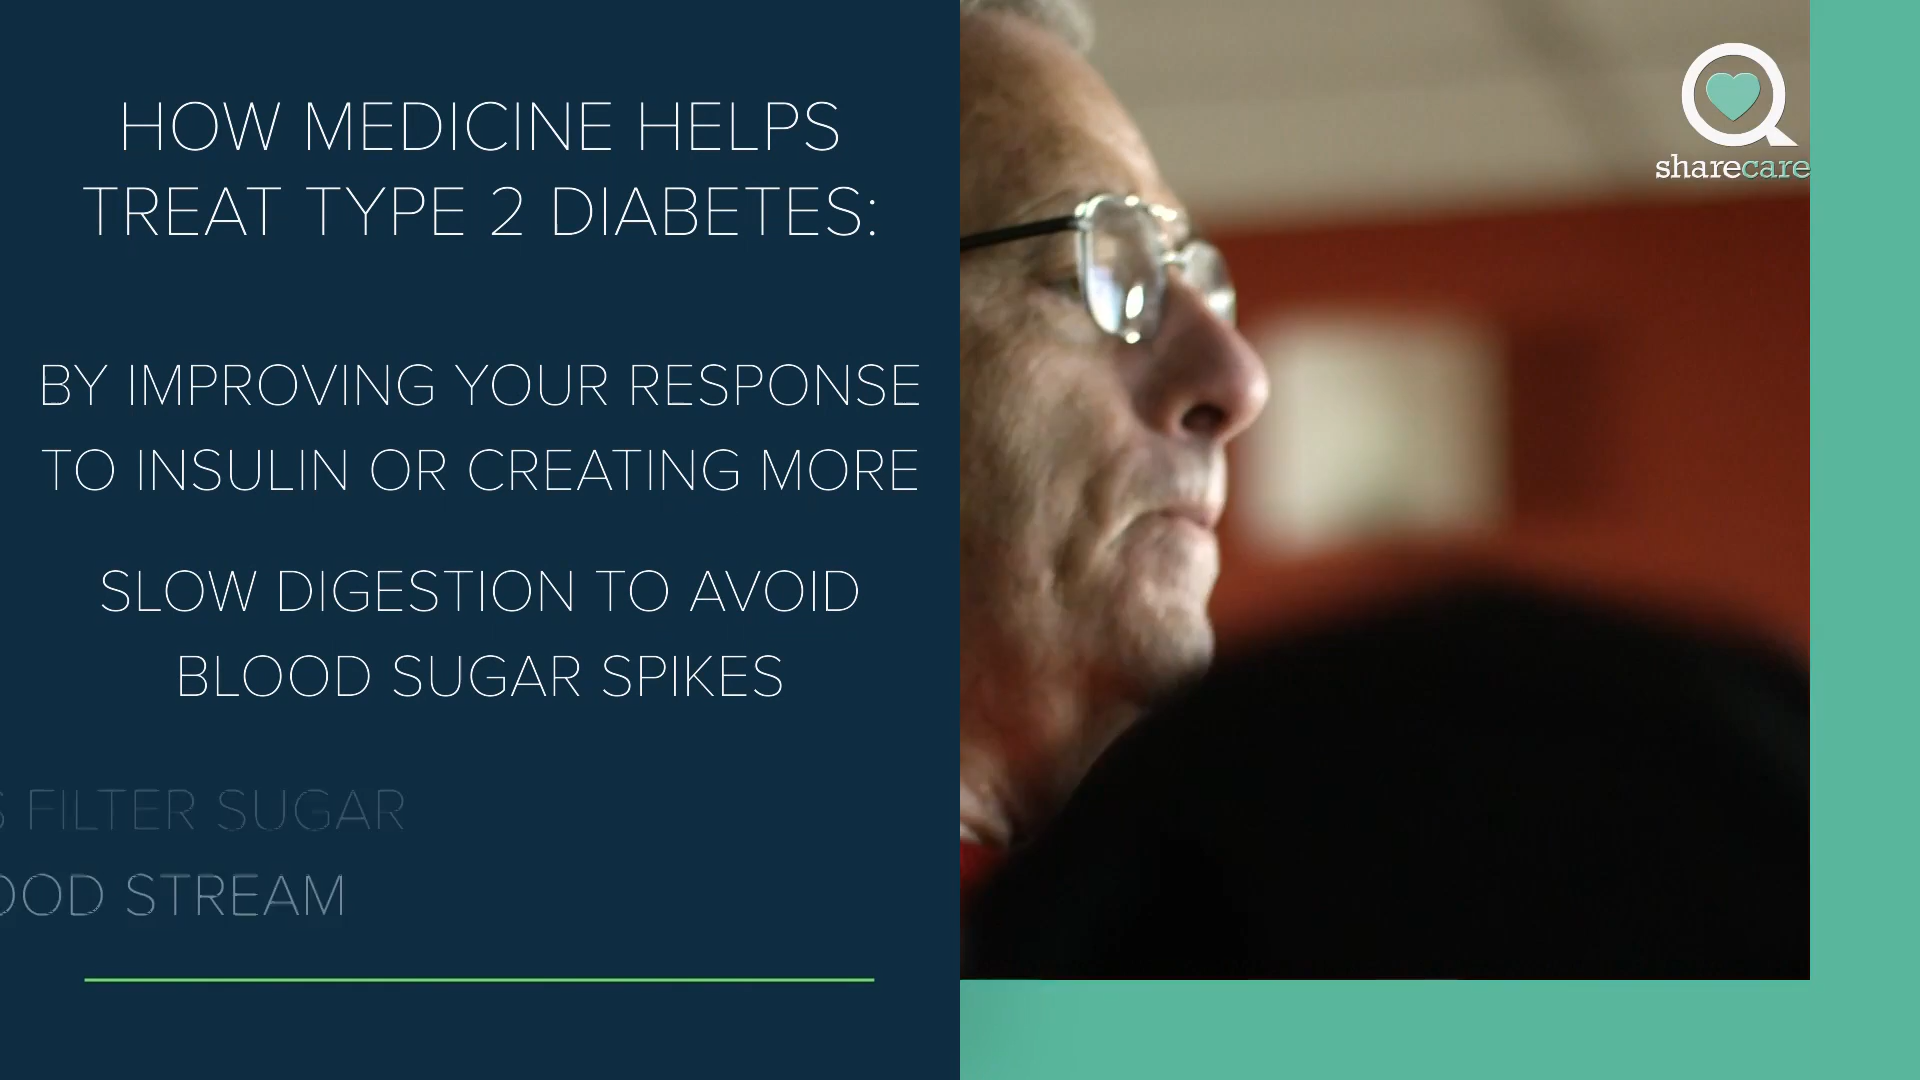 HOW MEDICINE HELPS
TREAT TYPE 2 DIABETES:
BY IMPROVING YOUR RESPONSE
TO INSULIN OR CREATING MORE
SLOW DIGESTION TO AVOID
BLOOD SUGAR SPIKES
FILTER SUGAR
STREAM
sharecare